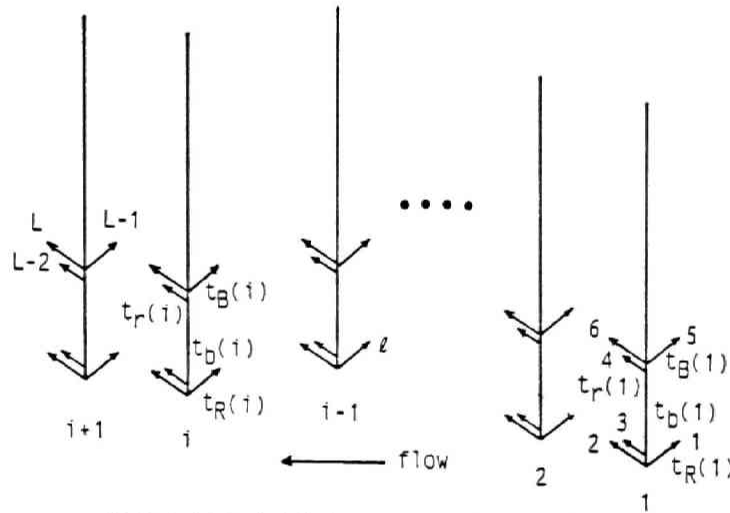 L
L-1
L-2
t_B(i)
t_r(i)
t_b(i)
t_R(i)
i+1
i
ℓ
i-1
flow
6
5
4
t_B(1)
t_r(1)
t_b(1)
3
2
1
t_R(1)
2
1